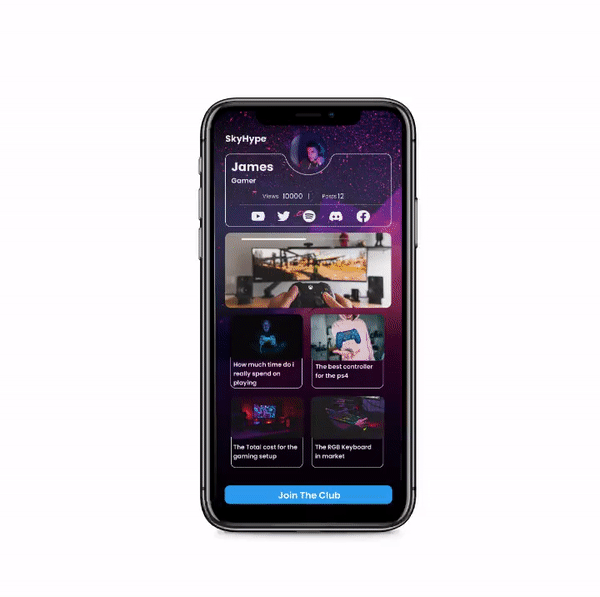 SkyHype
James
Gamer
Views 10000 | Posts 12
How much time do i
really spend on
playing
The best controller
for the ps4
The Total cost for the
gaming setup
The RGB Keyboard
in market
Join The Club